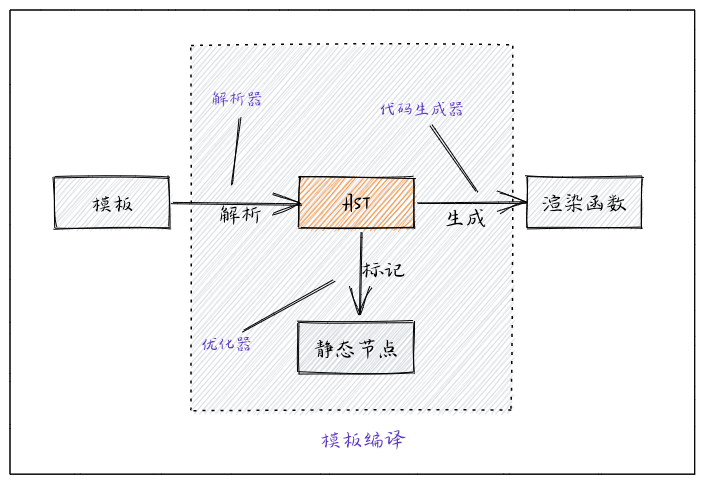 解析器
代码生成器
模板
解析
AST
生成
渲染函数
标记
优化器
静态节点
模板编译